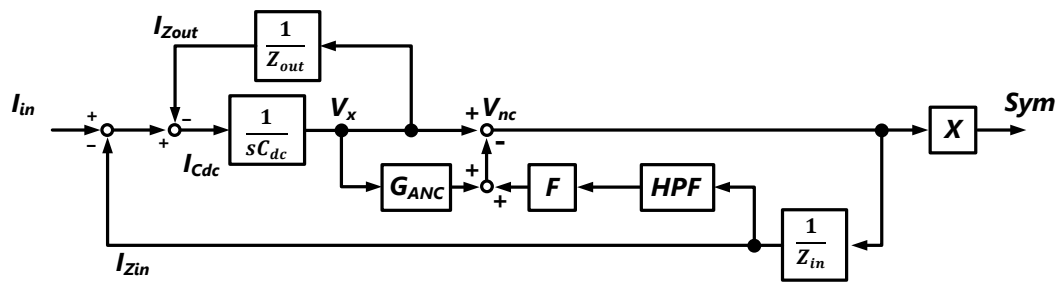 I_Zout
1
Z_out
I_in
+
−
−
+
I_Cdc
1
sC_dc
V_x
+
V_nc
-
+
+
G_ANC
F
HPF
X
Sym
I_Zin
1
Z_in